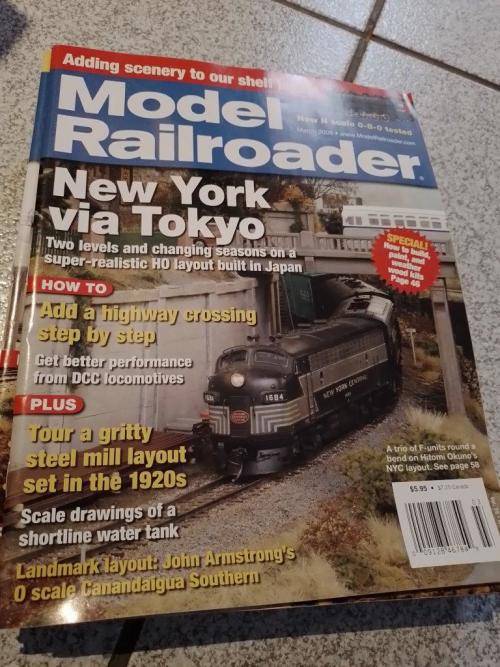 Adding scenery to our shel
Model
Railroader
New N scale 0-8-0 tested
March 2008 • www.ModelRailroader.com
New York
via Tokyo
Two levels and changing seasons on a
super-realistic HO layout built in Japan
SPECIAL!
How to build,
paint, and
weather
wood kits
Page 46
HOW TO
Add a highway crossing
step by step
Get better performance
from DCC locomotives
PLUS
Tour a gritty
steel mill layout
set in the 1920s
Scale drawings of a
shortline water tank
Landmark layout: John Armstrong's
O scale Canandaigua Southern
1684
NEW YORK CENTRAL
A trio of F-units round a
bend on Hitomi Okuno's
NYC layout. See page 58
$5.95 • $7.05 Canada
03